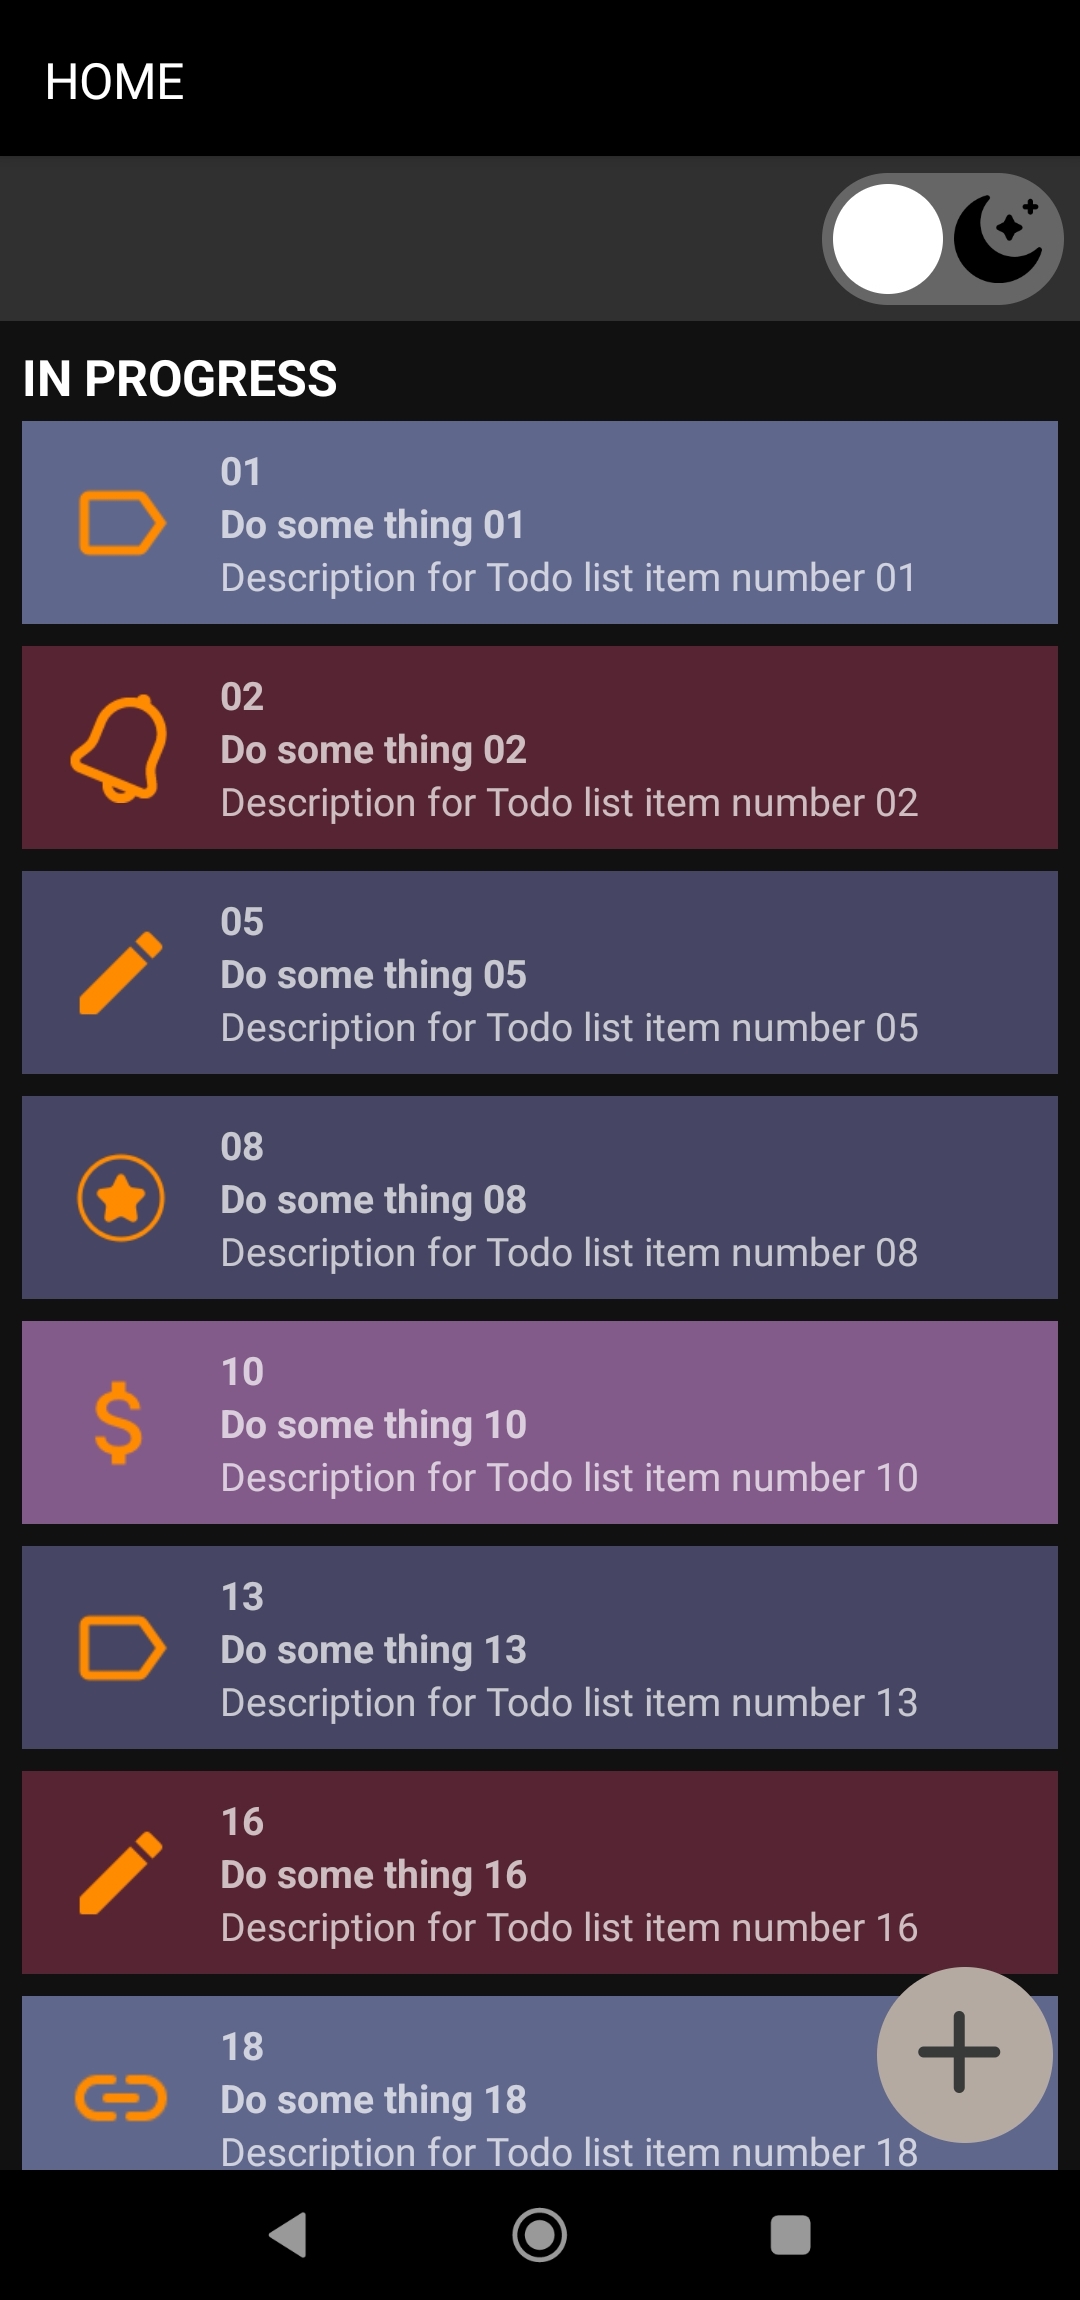 HOME
IN PROGRESS
01
Do some thing 01
Description for Todo list item number 01
02
Do some thing 02
Description for Todo list item number 02
05
Do some thing 05
Description for Todo list item number 05
08
Do some thing 08
Description for Todo list item number 08
10
Do some thing 10
Description for Todo list item number 10
13
Do some thing 13
Description for Todo list item number 13
16
Do some thing 16
Description for Todo list item number 16
18
Do some thing 18
Description for Todo list item number 18